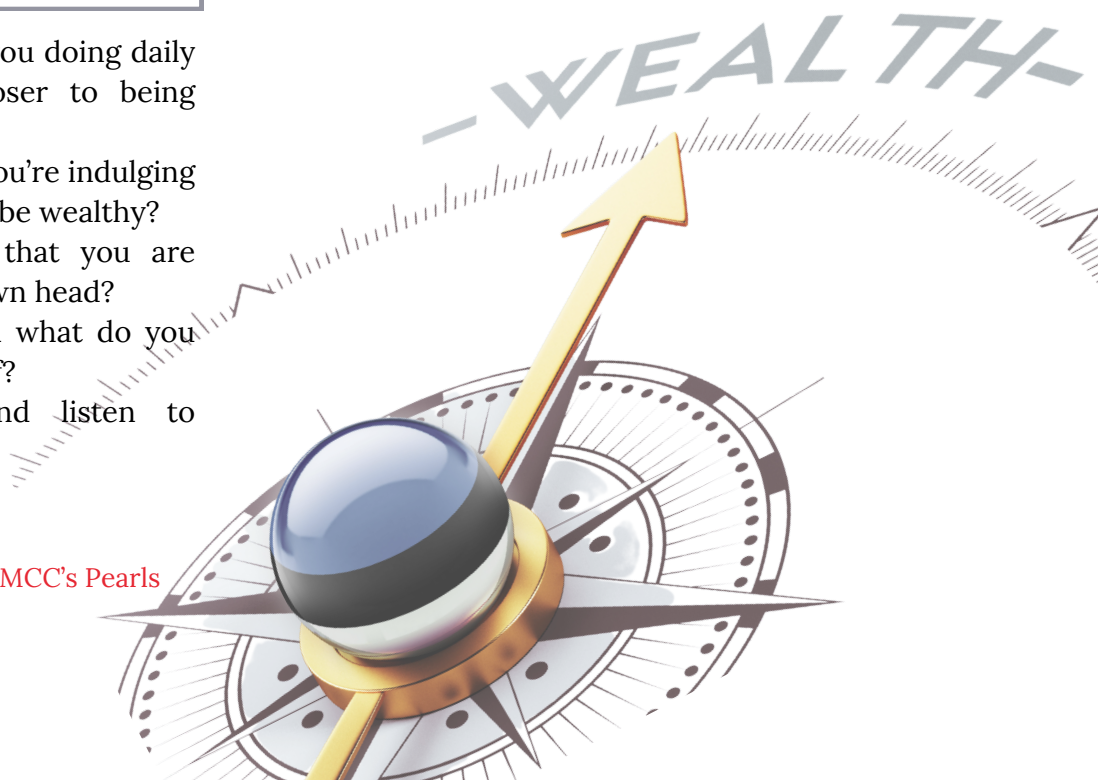 ou doing daily
oser to being
ou're indulging
be wealthy?
that you are
wn head?
what do you
?
nd listen to
MCC's Pearls
–WEALTH–